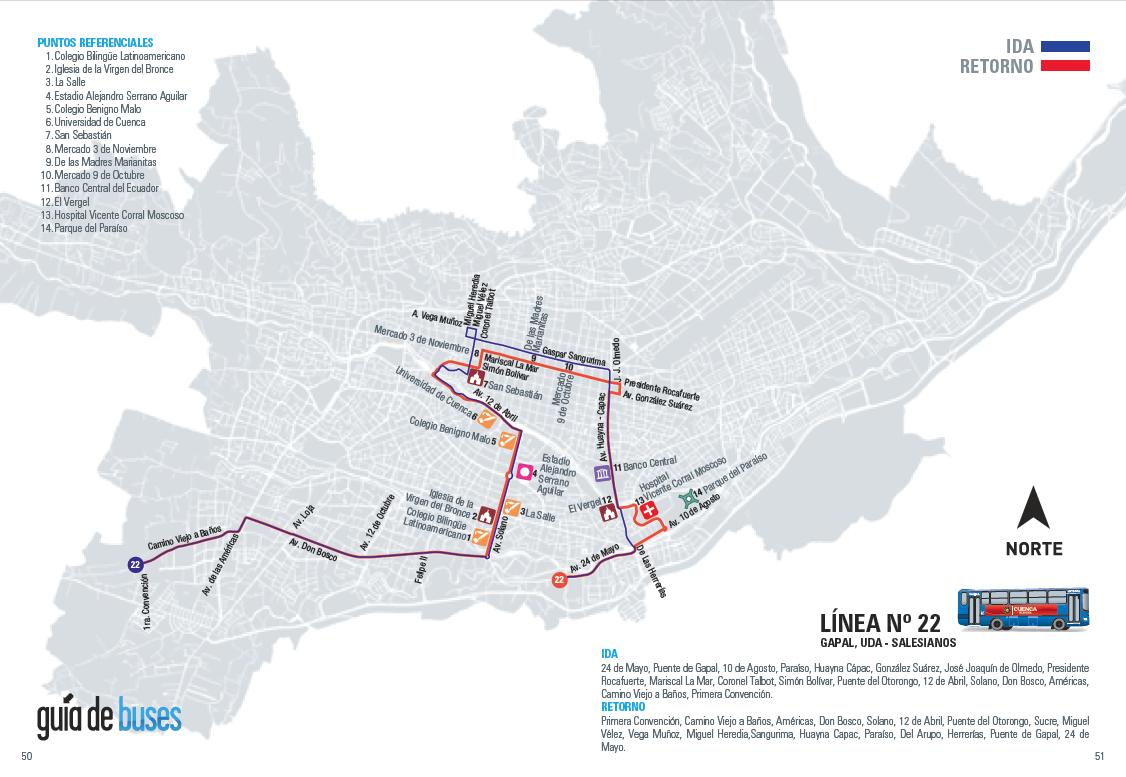 PUNTOS REFERENCIALES
1. Colegio Bilingüe Latinoamericano
2. Iglesia de la Virgen del Bronce
3. La Salle
4. Estadio Alejandro Serrano Aguilar
5. Colegio Benigno Malo
6. Universidad de Cuenca
7. San Sebastián
8. Mercado 3 de Noviembre
9. De las Madres Marianitas
10. Mercado 9 de Octubre
11. Banco Central del Ecuador
12. El Vergel
13. Hospital Vicente Corral Moscoso
14. Parque del Paraíso
IDA
RETORNO
Miguel Heredia
Miguel Vélez
Coronel Talbot
A. Vega Muñoz
De las Madres
Marianitas
Mercado 3 de Noviembre
8
9
10
Gaspar Sangurima
J. J. Olmedo
Mariscal La Mar
Simón Bolívar
Presidente Rocafuerte
Av. González Suárez
Universidad de Cuenca
6
7 San Sebastián
Av. 12 de Abril
Mercado
9 de Octubre
Av. Huayna - Capac
Colegio Benigno Malo 5
4
Estadio
Alejandro
Serrano
Aguilar
11 Banco Central
Hospital
Vicente Corral Moscoso
13
14 Parque del Paraíso
El Vergel 12
Av. 10 de Agosto
Iglesia de la
Virgen del Bronce 2
Colegio Bilingüe
Latinoamericano 1
3 La Salle
Av. Solano
Av. 12 de Octubre
Av. Loja
Camino Viejo a Baños
Av. de las Américas
Av. Don Bosco
Felipe II
22
1ra. Convención
22
Av. 24 de Mayo
De Las Herrerías
NORTE
LÍNEA Nº 22
GAPAL, UDA - SALESIANOS
CUENCA
IDA
24 de Mayo, Puente de Gapal, 10 de Agosto, Paraíso, Huayna Cápac, González Suárez, José Joaquín de Olmedo, Presidente
Rocafuerte, Mariscal La Mar, Coronel Talbot, Simón Bolívar, Puente del Otorongo, 12 de Abril, Solano, Don Bosco, Américas,
Camino Viejo a Baños, Primera Convención.
RETORNO
Primera Convención, Camino Viejo a Baños, Américas, Don Bosco, Solano, 12 de Abril, Puente del Otorongo, Sucre, Miguel
Vélez, Vega Muñoz, Miguel Heredia,Sangurima, Huayna Capac, Paraíso, Del Arupo, Herrerías, Puente de Gapal, 24 de
Mayo.
guía de buses
50
51